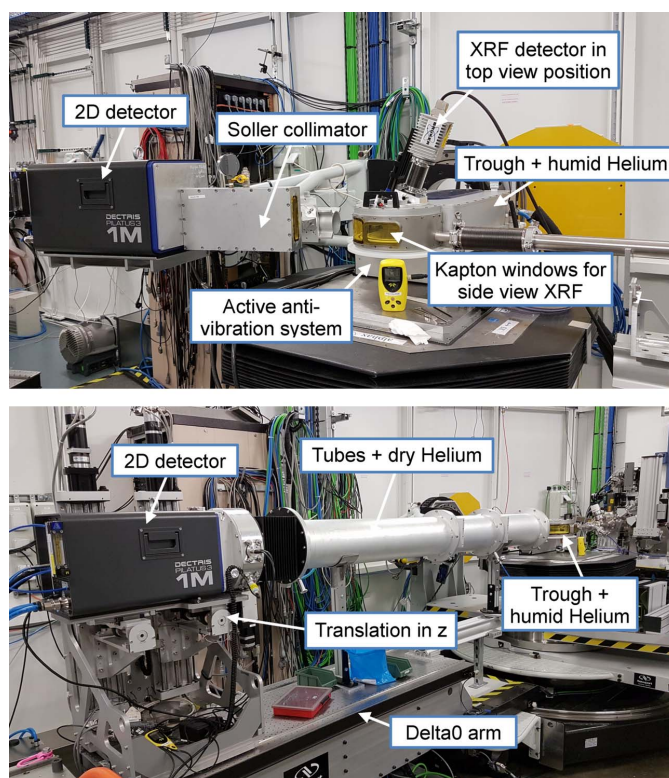 XRF detector in
top view position
2D detector
Soller collimator
Trough + humid Helium
DECTRIS
PILATUS3
1M
Active anti-
vibration system
Kapton windows for
side view XRF
2D detector
Tubes + dry Helium
DECTRIS
PILATUS3
1M
Trough +
humid Helium
Translation in z
Delta0 arm